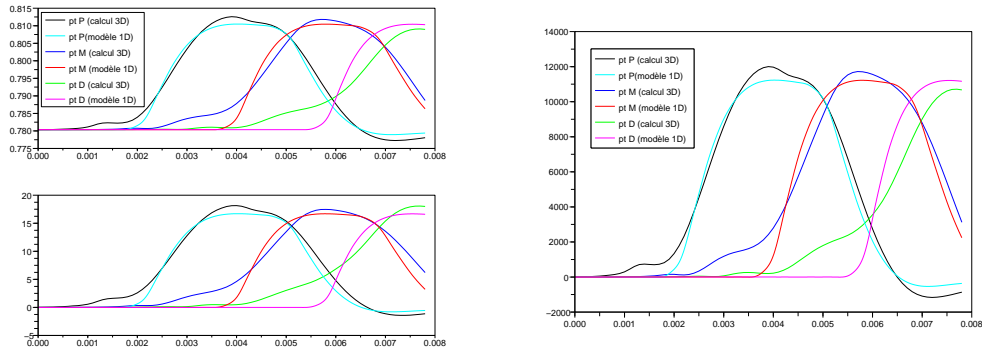 0.815
0.810
0.805
0.800
0.795
0.790
0.785
0.780
0.775
pt P (calcul 3D)
pt P(modèle 1D)
pt M (calcul 3D)
pt M (modèle 1D)
pt D (calcul 3D)
pt D (modèle 1D)
0.000 0.001 0.002 0.003 0.004 0.005 0.006 0.007 0.008
20
15
10
5
0
−5
0.000 0.001 0.002 0.003 0.004 0.005 0.006 0.007 0.008
14000
12000
10000
8000
6000
4000
2000
0
−2000
pt P (calcul 3D)
pt P(modèle 1D)
pt M (calcul 3D)
pt M (modèle 1D)
pt D (calcul 3D)
pt D (modèle 1D)
0.000 0.001 0.002 0.003 0.004 0.005 0.006 0.007 0.008